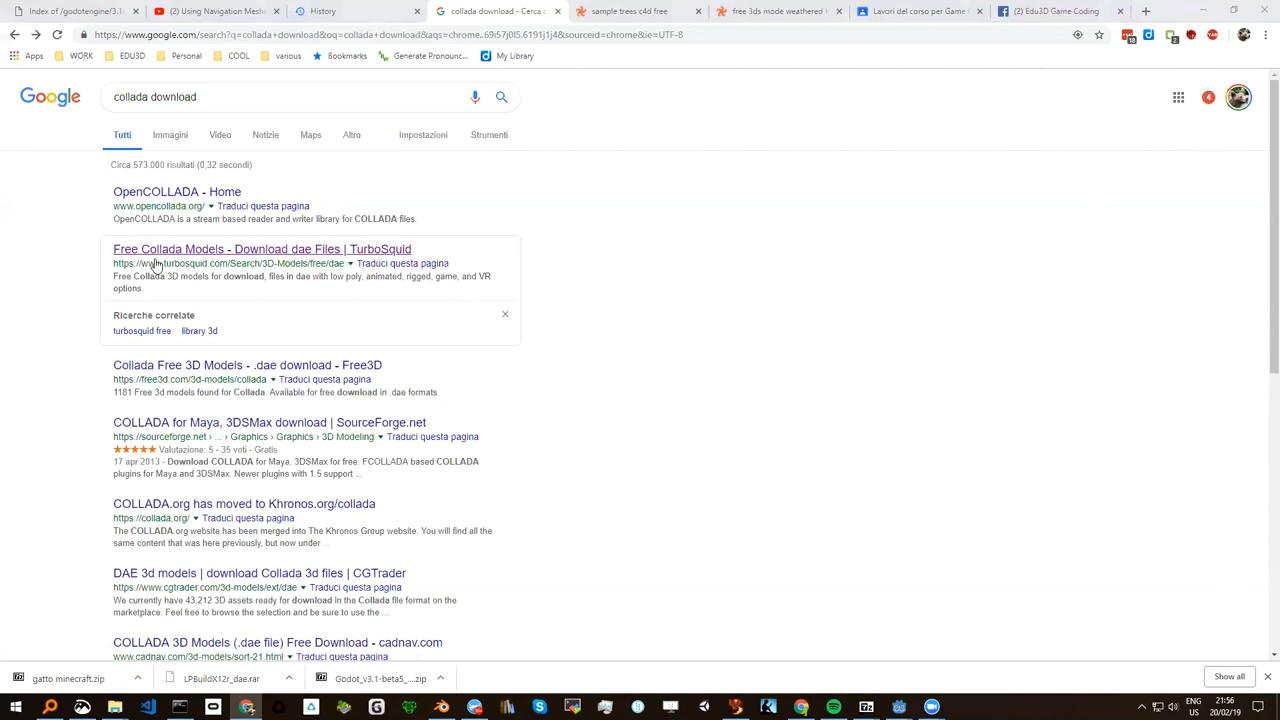 Index of /godotengine/3.1
(2) Using Navigation Meshe
History
collada download - Cerca c
sample trees c4d free
free 3ds mode weathered
Lavori del corso per Game
(2) Edu3D Game Coding
https://www.google.com/search?q=collada+download&oq=collada+download&aqs=chrome..69i57j0l5.6191j1j4&sourceid=chrome&ie=UTF-8
Apps WORK EDU3D Personal COOL various Bookmarks Generate Pronounc... My Library
Google
collada download
4
Tutti Immagini Video Notizie Maps Altro Impostazioni Strumenti
Circa 573.000 risultati (0,32 secondi)
OpenCOLLADA - Home
www.opencollada.org/ Traduci questa pagina
OpenCOLLADA is a stream based reader and writer library for COLLADA files.
Free Collada Models - Download dae Files | TurboSquid
https://www.turbosquid.com/Search/3D-Models/free/dae Traduci questa pagina
Free Collada 3D models for download, files in dae with low poly, animated, rigged, game, and VR
options.
Ricerche correlate
turbosquid free library 3d
Collada Free 3D Models - .dae download - Free3D
https://free3d.com/3d-models/collada Traduci questa pagina
1181 Free 3d models found for Collada. Available for free download in .dae formats.
COLLADA for Maya, 3DSMax download | SourceForge.net
https://sourceforge.net › ... › Graphics › Graphics › 3D Modeling Traduci questa pagina
Valutazione: 5 - 35 voti - Gratis
17 apr 2013 - Download COLLADA for Maya, 3DSMax for free. FCOLLADA based COLLADA
plugins for Maya and 3DSMax. Newer plugins with 1.5 support ...
COLLADA.org has moved to Khronos.org/collada
https://collada.org/ Traduci questa pagina
The COLLADA.org website has been merged into The Khronos Group website. You will find all the
same content that was here previously, but now under ...
DAE 3d models | download Collada 3d files | CGTrader
https://www.cgtrader.com/3d-models/ext/dae Traduci questa pagina
We currently have 43,212 3D assets ready for download in the Collada file format on the
marketplace. Feel free to browse the selection and be sure to use the ...
COLLADA 3D Models (.dae file) Free Download - cadnav.com
www.cadnav.com/3d-models/sort-21.html Traduci questa pagina
gatto minecraft.zip LPBuildX12r_dae.rar Godot_v3.1-beta5_....zip Show all
ENG 21:56
US 20/02/19